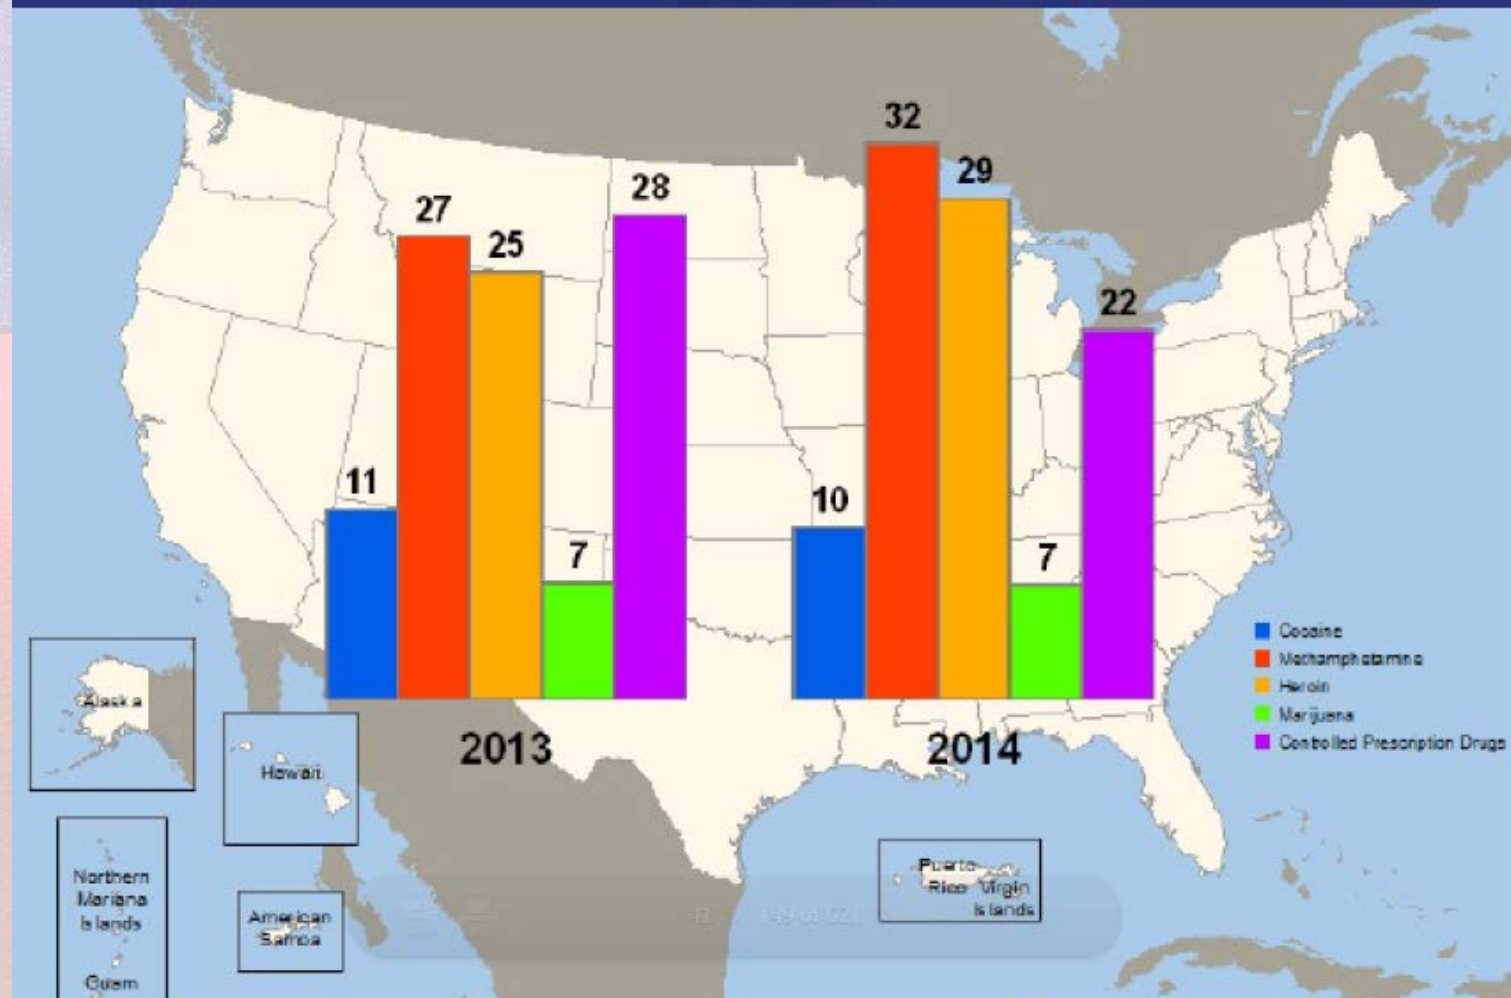 32
29
28
27
25
22
11
10
7
7
2013
2014
Cocaine
Methamphetamine
Heroin
Marijuana
Controlled Prescription Drugs
Alaska
Hawaii
Northern
Mariana
Islands
Guam
American
Samoa
Puerto
Rico Virgin
Islands